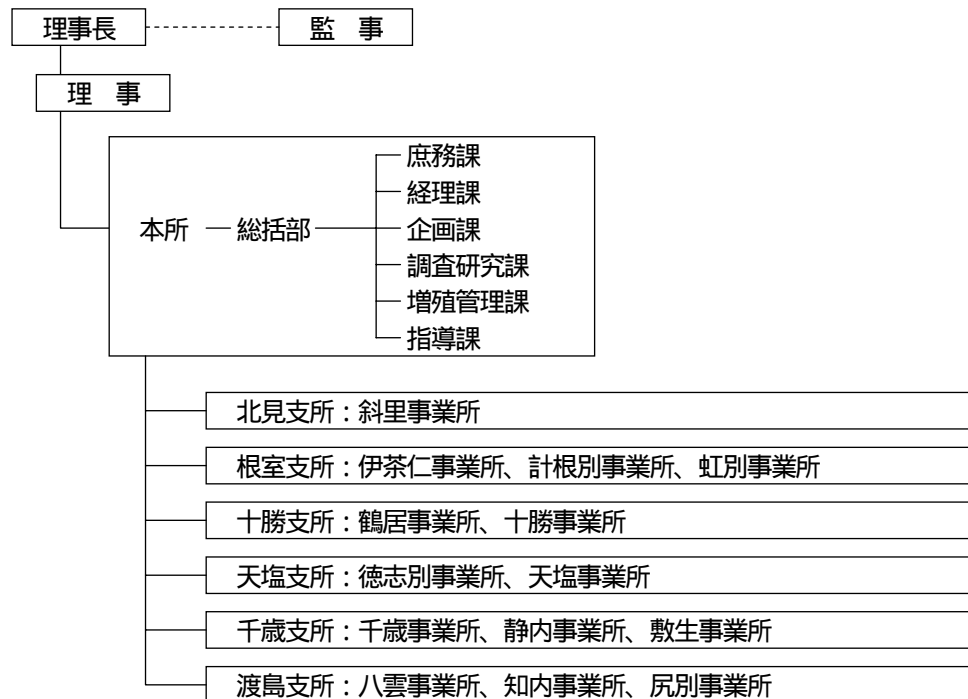 理事長
監　事
理　事
庶務課
経理課
本所
総括部
企画課
調査研究課
増殖管理課
指導課
北見支所：斜里事業所
根室支所：伊茶仁事業所、計根別事業所、虹別事業所
十勝支所：鶴居事業所、十勝事業所
天塩支所：徳志別事業所、天塩事業所
千歳支所：千歳事業所、静内事業所、敷生事業所
渡島支所：八雲事業所、知内事業所、尻別事業所